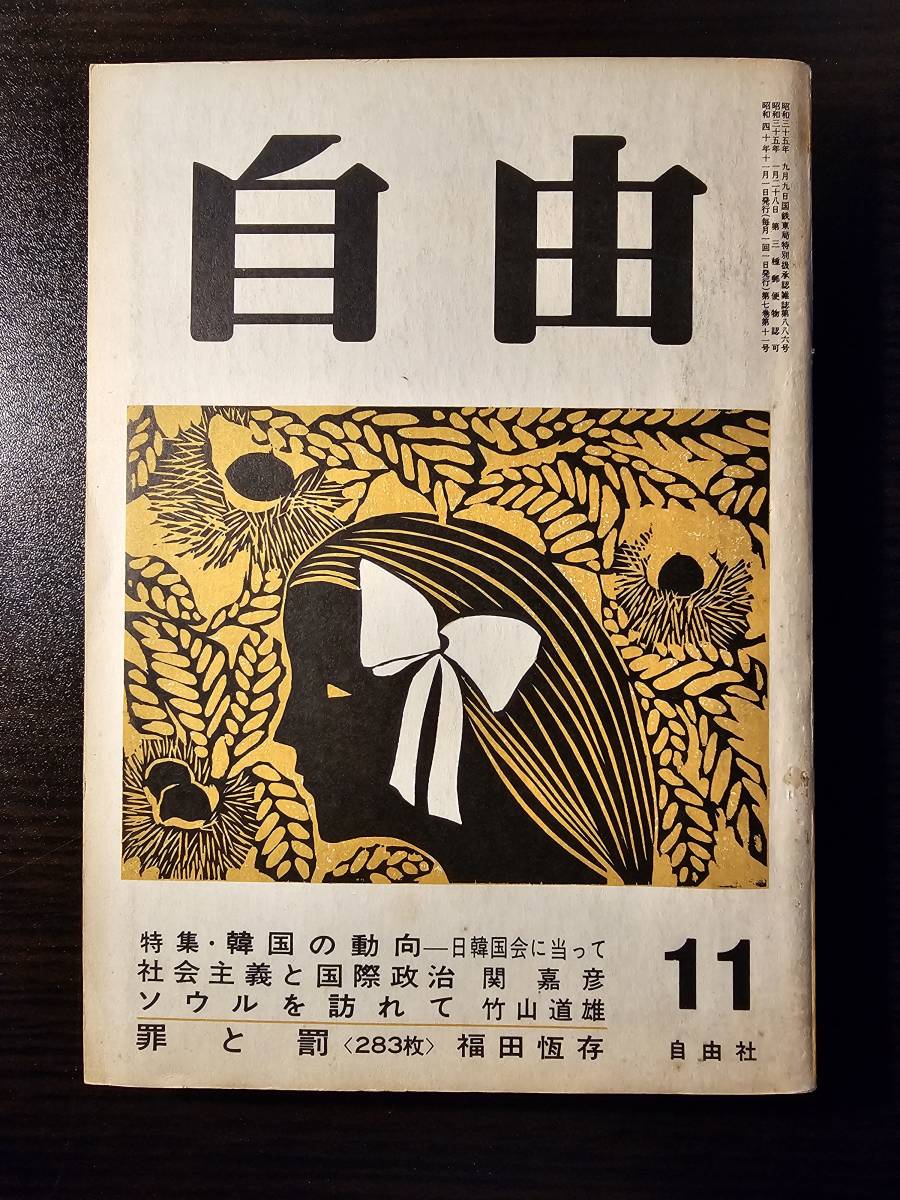 自由
昭和三十五年 九月九日国鉄東局特別扱承認雑誌第八八六号
昭和三十五年 一月二十八日 第三種郵便物認可
昭和四十年十一月一日発行(毎月一回一日発行)第七巻第十一号
特集・韓国の動向—日韓国会に当って
社会主義と国際政治 関嘉彦
ソウルを訪れて 竹山道雄
罪と罰〈283枚〉福田恆存
11
自由社